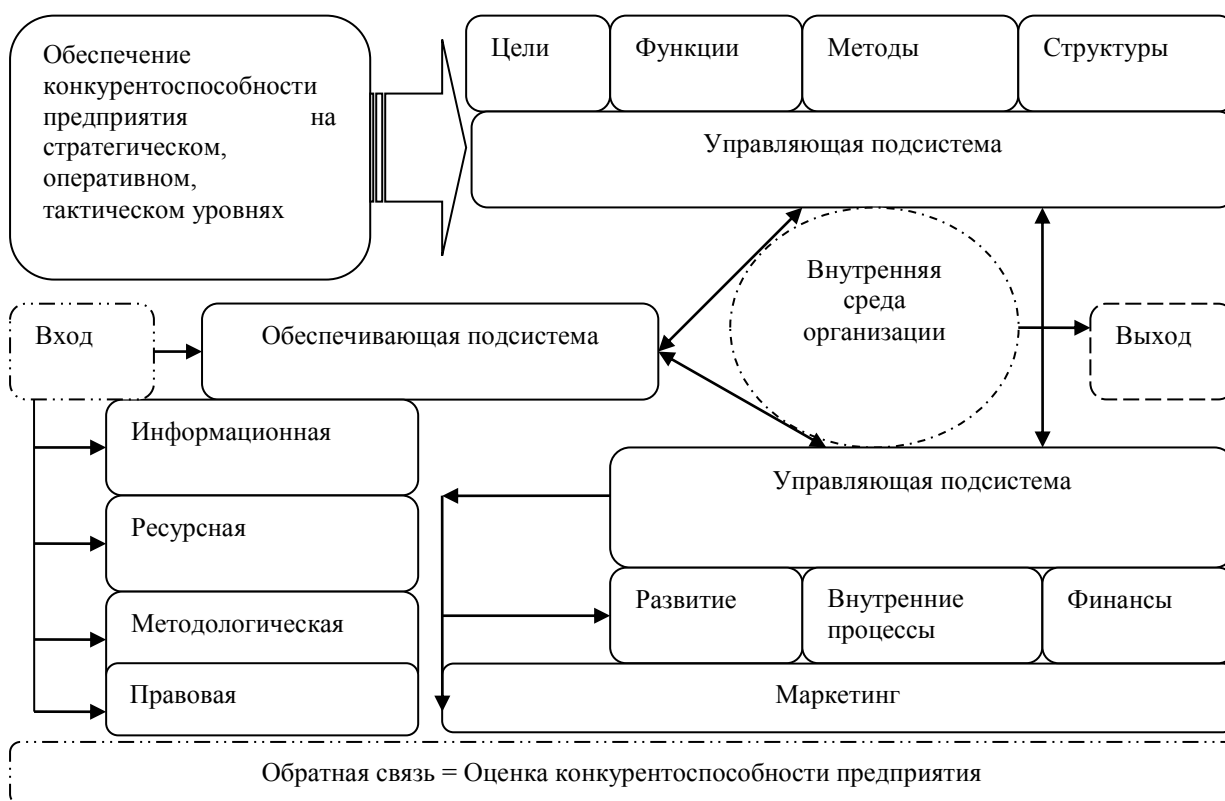 Обеспечение
конкурентоспособности
предприятия на
стратегическом,
оперативном,
тактическом уровнях
Цели
Функции
Методы
Структуры
Управляющая подсистема
Внутренняя
среда
организации
Вход
Обеспечивающая подсистема
Выход
Информационная
Ресурсная
Методологическая
Правовая
Управляющая подсистема
Развитие
Внутренние
процессы
Финансы
Маркетинг
Обратная связь = Оценка конкурентоспособности предприятия